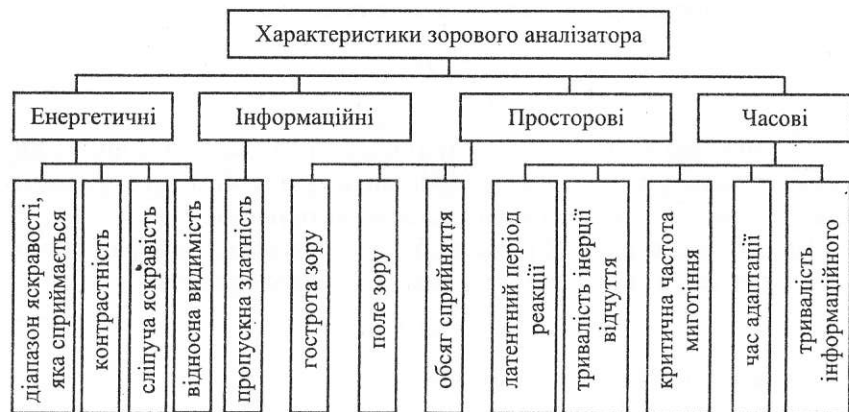 Характеристики зорового аналізатора
Енергетичні
Інформаційні
Просторові
Часові
діапазон яскравості,
яка сприймається
контрастність
сліпуча яскравість
відносна видимість
пропускна здатність
гострота зору
поле зору
обсяг сприйняття
латентний період
реакції
тривалість інерції
відчуття
критична частота
миготіння
час адаптації
тривалість
інформаційного